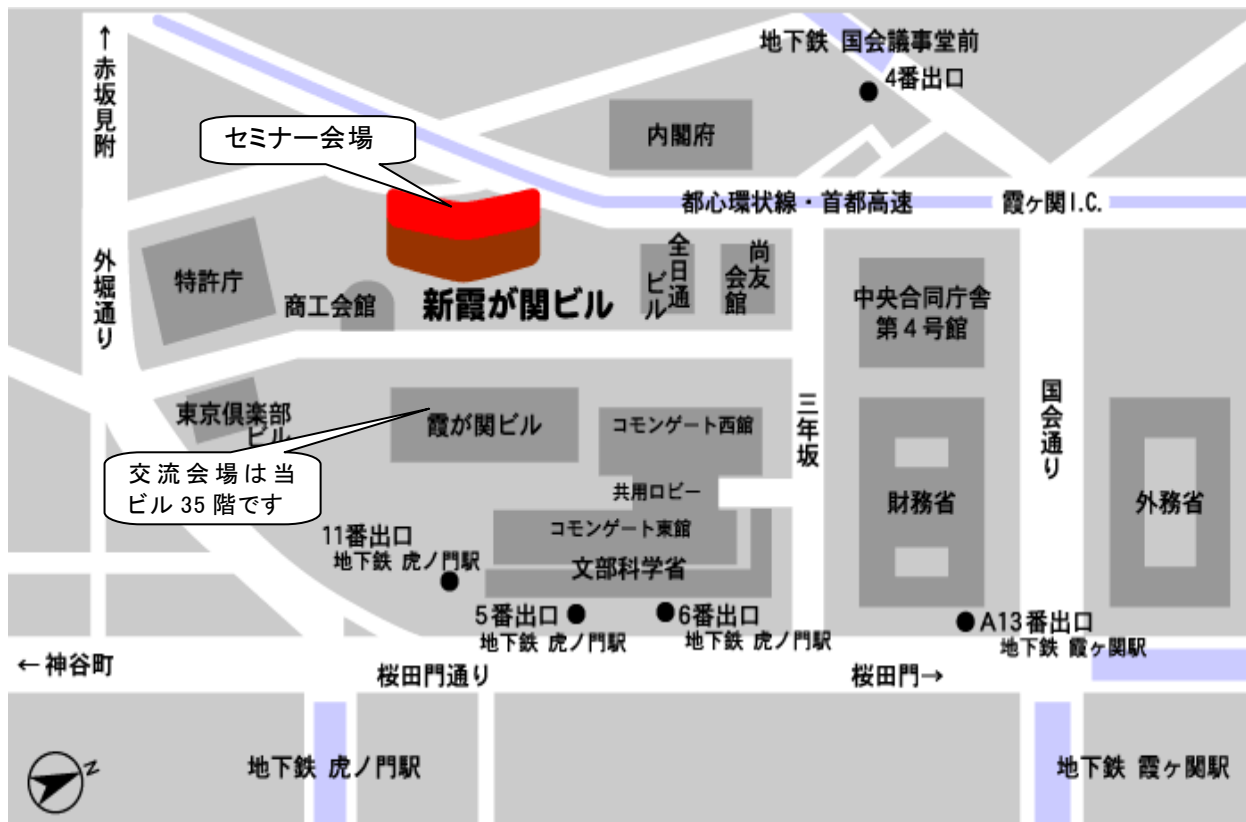 地下鉄 国会議事堂前
4番出口
↑赤坂見附
セミナー会場
内閣府
都心環状線・首都高速
霞ヶ関I.C.
外堀通り
特許庁
商工会館
新霞が関ビル
全日通
ビル
尚友
会館
中央合同庁舎
第4号館
東京倶楽部
ビル
霞が関ビル
コモンゲート西館
三年坂
国会通り
交流会場は当
ビル 35 階です
共用ロビー
財務省
外務省
コモンゲート東館
文部科学省
11番出口
地下鉄 虎ノ門駅
5番出口
地下鉄 虎ノ門駅
6番出口
地下鉄 虎ノ門駅
A13番出口
地下鉄 霞ヶ関駅
←神谷町
桜田門通り
桜田門→
地下鉄 虎ノ門駅
地下鉄 霞ヶ関駅
N